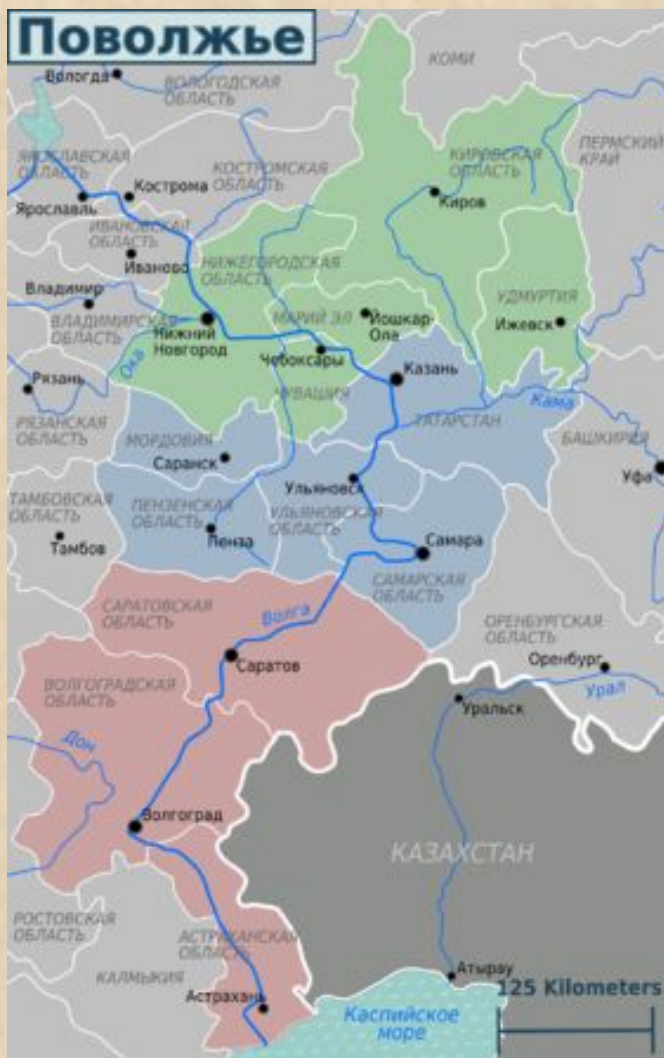 Поволжье
Вологда
ВОЛОГОДСКАЯ
ОБЛАСТЬ
КОМИ
ПЕРМСКИЙ
КРАЙ
ЯРОСЛАВСКАЯ
ОБЛАСТЬ
КОСТРОМСКАЯ
ОБЛАСТЬ
КИРОВСКАЯ
ОБЛАСТЬ
Ярославль
Кострома
Киров
ИВАНОВСКАЯ
ОБЛАСТЬ
Иваново
НИЖЕГОРОДСКАЯ
ОБЛАСТЬ
Владимир
ВЛАДИМИРСКАЯ
ОБЛАСТЬ
УДМУРТИЯ
Ижевск
МАРИЙ ЭЛ
Йошкар-
Ола
Нижний
Новгород
Ока
Чебоксары
Рязань
РЯЗАНСКАЯ
ОБЛАСТЬ
Казань
ЧУВАШИЯ
Кама
ТАТАРСТАН
МОРДОВИЯ
Саранск
БАШКИРИЯ
Уфа
ТАМБОВСКАЯ
ОБЛАСТЬ
Тамбов
ПЕНЗЕНСКАЯ
ОБЛАСТЬ
Пенза
Ульяновск
УЛЬЯНОВСКАЯ
ОБЛАСТЬ
Самара
САМАРСКАЯ
ОБЛАСТЬ
САРАТОВСКАЯ
ОБЛАСТЬ
Волга
ОРЕНБУРГСКАЯ
ОБЛАСТЬ
Саратов
Оренбург
ВОЛГОГРАДСКАЯ
ОБЛАСТЬ
Уральск
Урал
Дон
Волгоград
КАЗАХСТАН
РОСТОВСКАЯ
ОБЛАСТЬ
АСТРАХАНСКАЯ
ОБЛАСТЬ
КАЛМЫКИЯ
Атырау
Астрахань
125 Kilometers
Каспийское
море